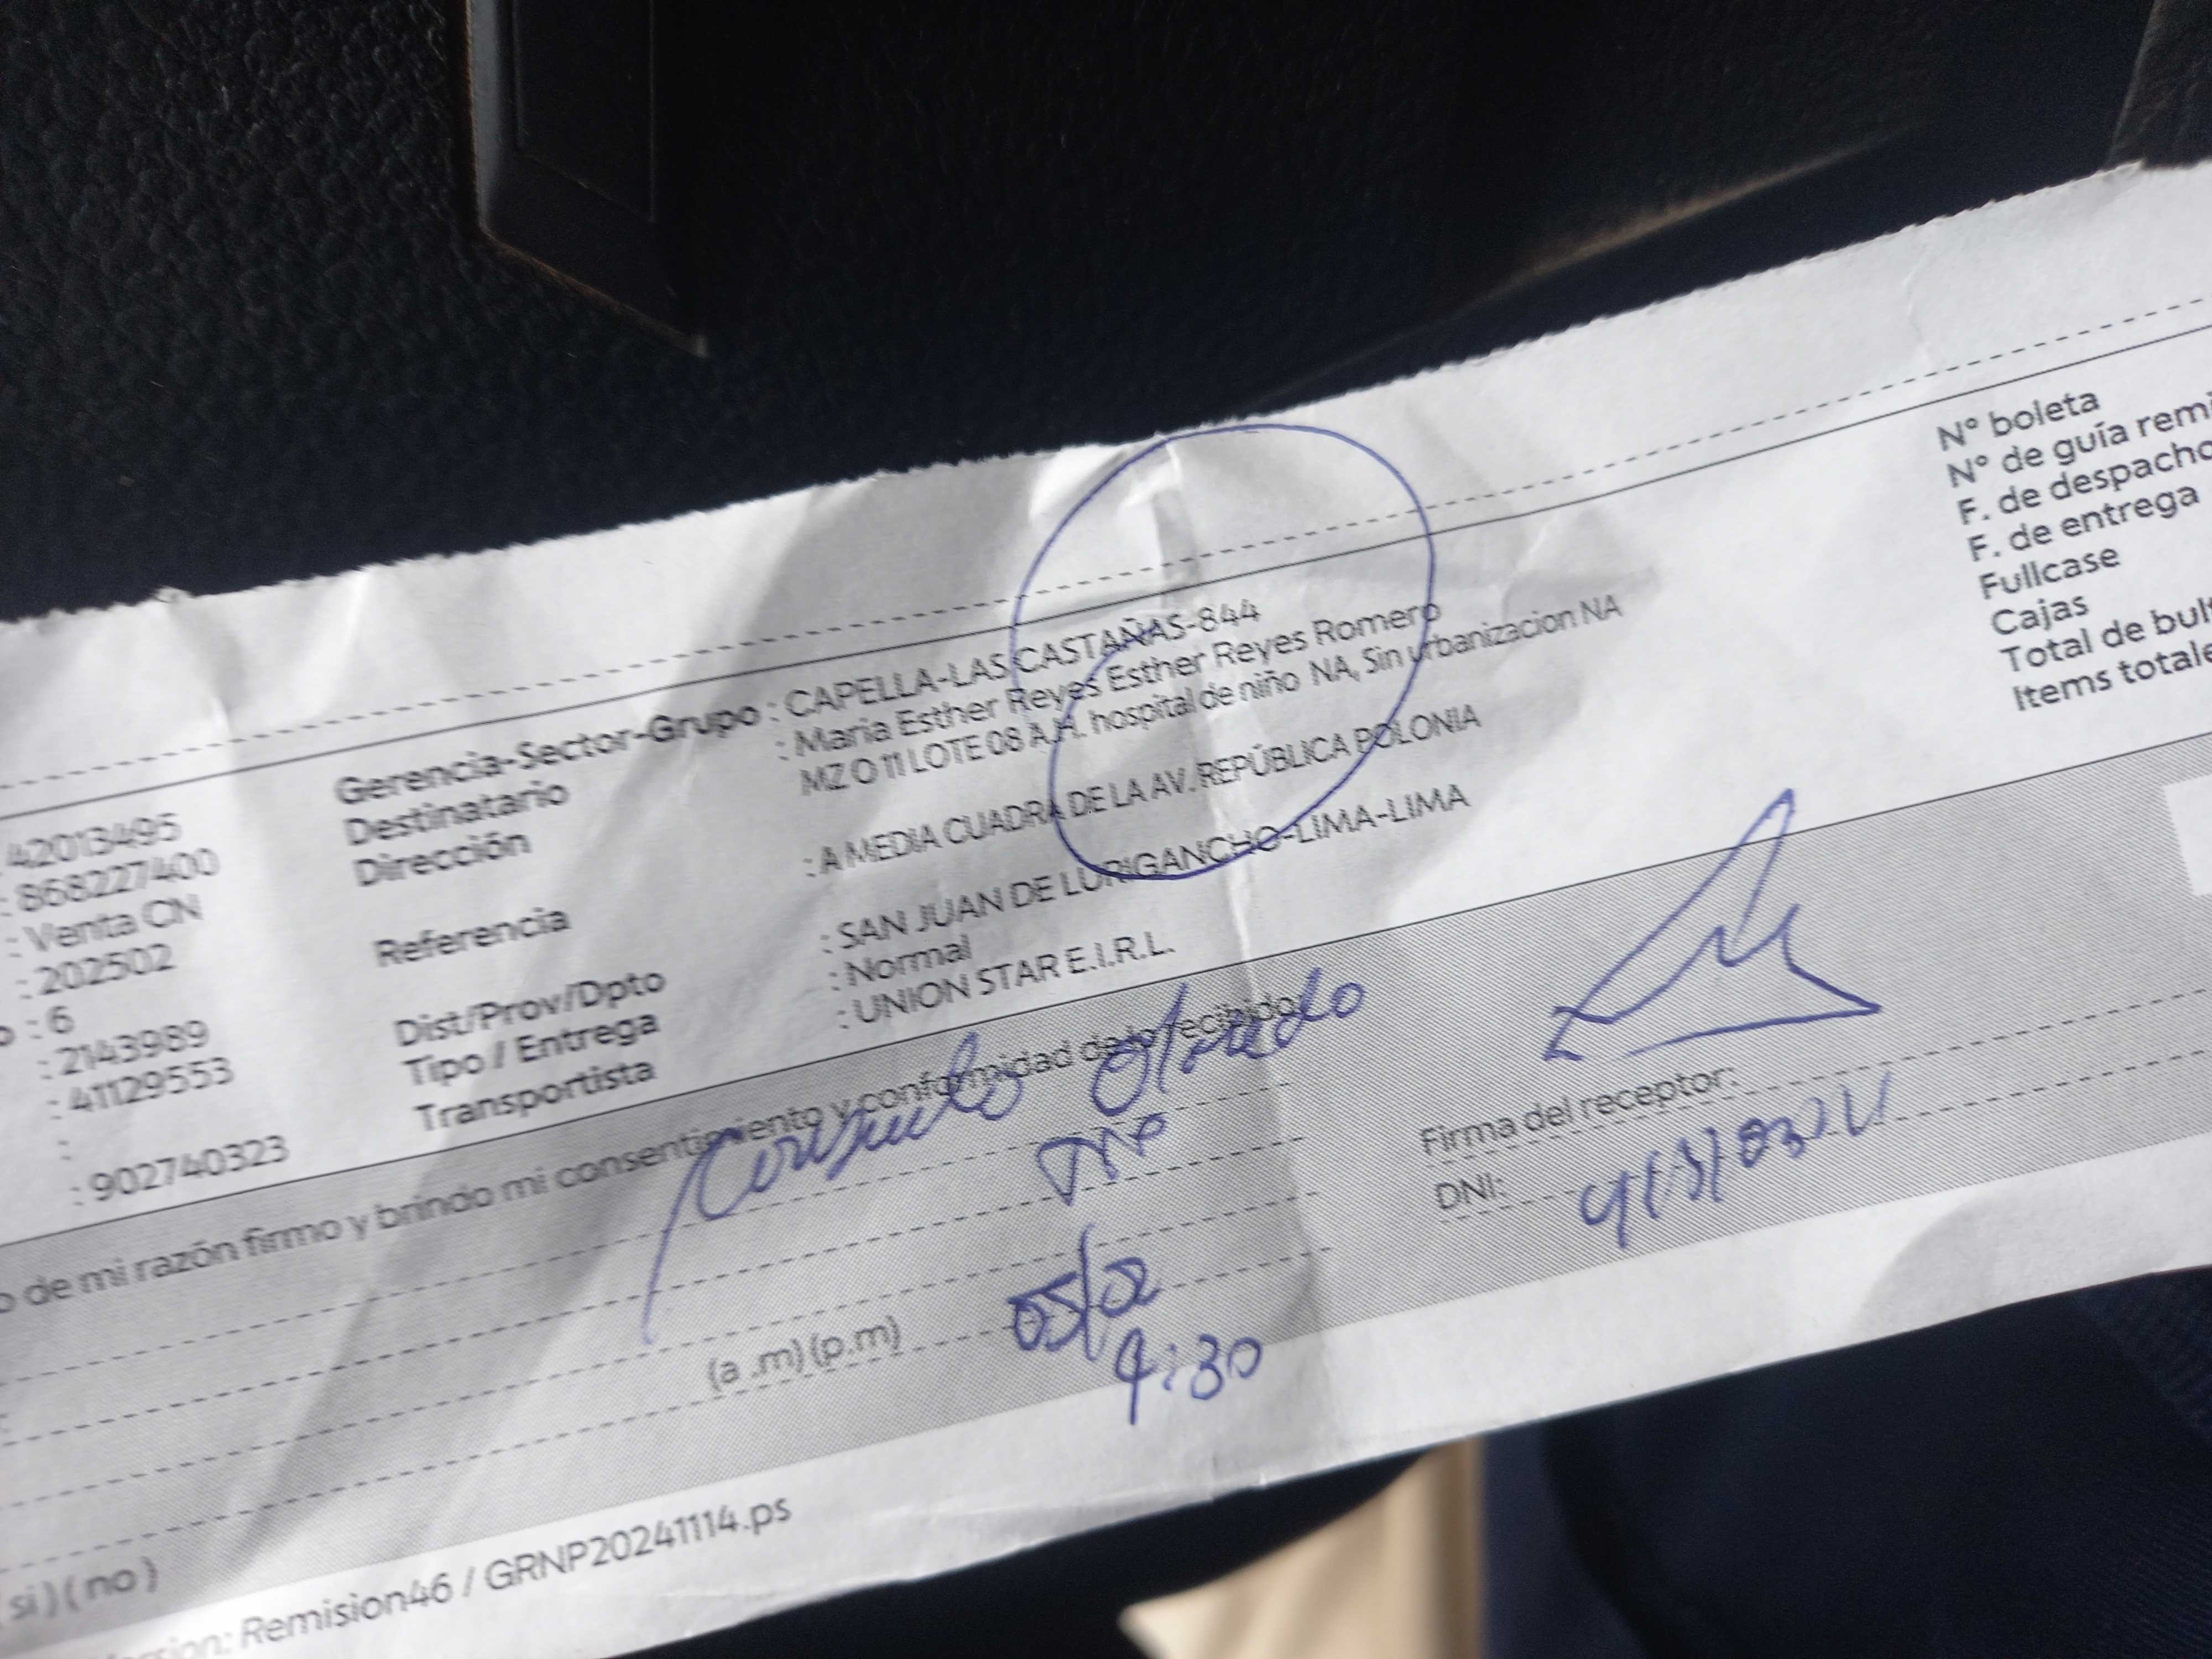 42013495
: 868227400
: Venta CN
: 202502
: 6
: 2143989
: 41129553
:
: 902740323
Gerencia-Sector-Grupo : CAPELLA-LAS CASTAÑAS-844
Destinatario : Maria Esther Reyes Esther Reyes Romero
Dirección MZ O 11 LOTE 08 A.H. hospital de niño NA, Sin urbanizacion NA
Referencia : A MEDIA CUADRA DE LA AV. REPÚBLICA POLONIA
Dist/Prov/Dpto : SAN JUAN DE LURIGANCHO-LIMA-LIMA
Tipo / Entrega : Normal
Transportista : UNION STAR E.I.R.L.
N° boleta
N° de guía remi
F. de despacho
F. de entrega
Fullcase
Cajas
Total de bul
Items totale
o de mi razón firmo y brindo mi consentimiento y conformidad de lo recibido
Firma del receptor:
DNI:
05/02
(a .m) (p.m)
4:30
si ) ( no )
Remision46 / GRNP20241114.ps